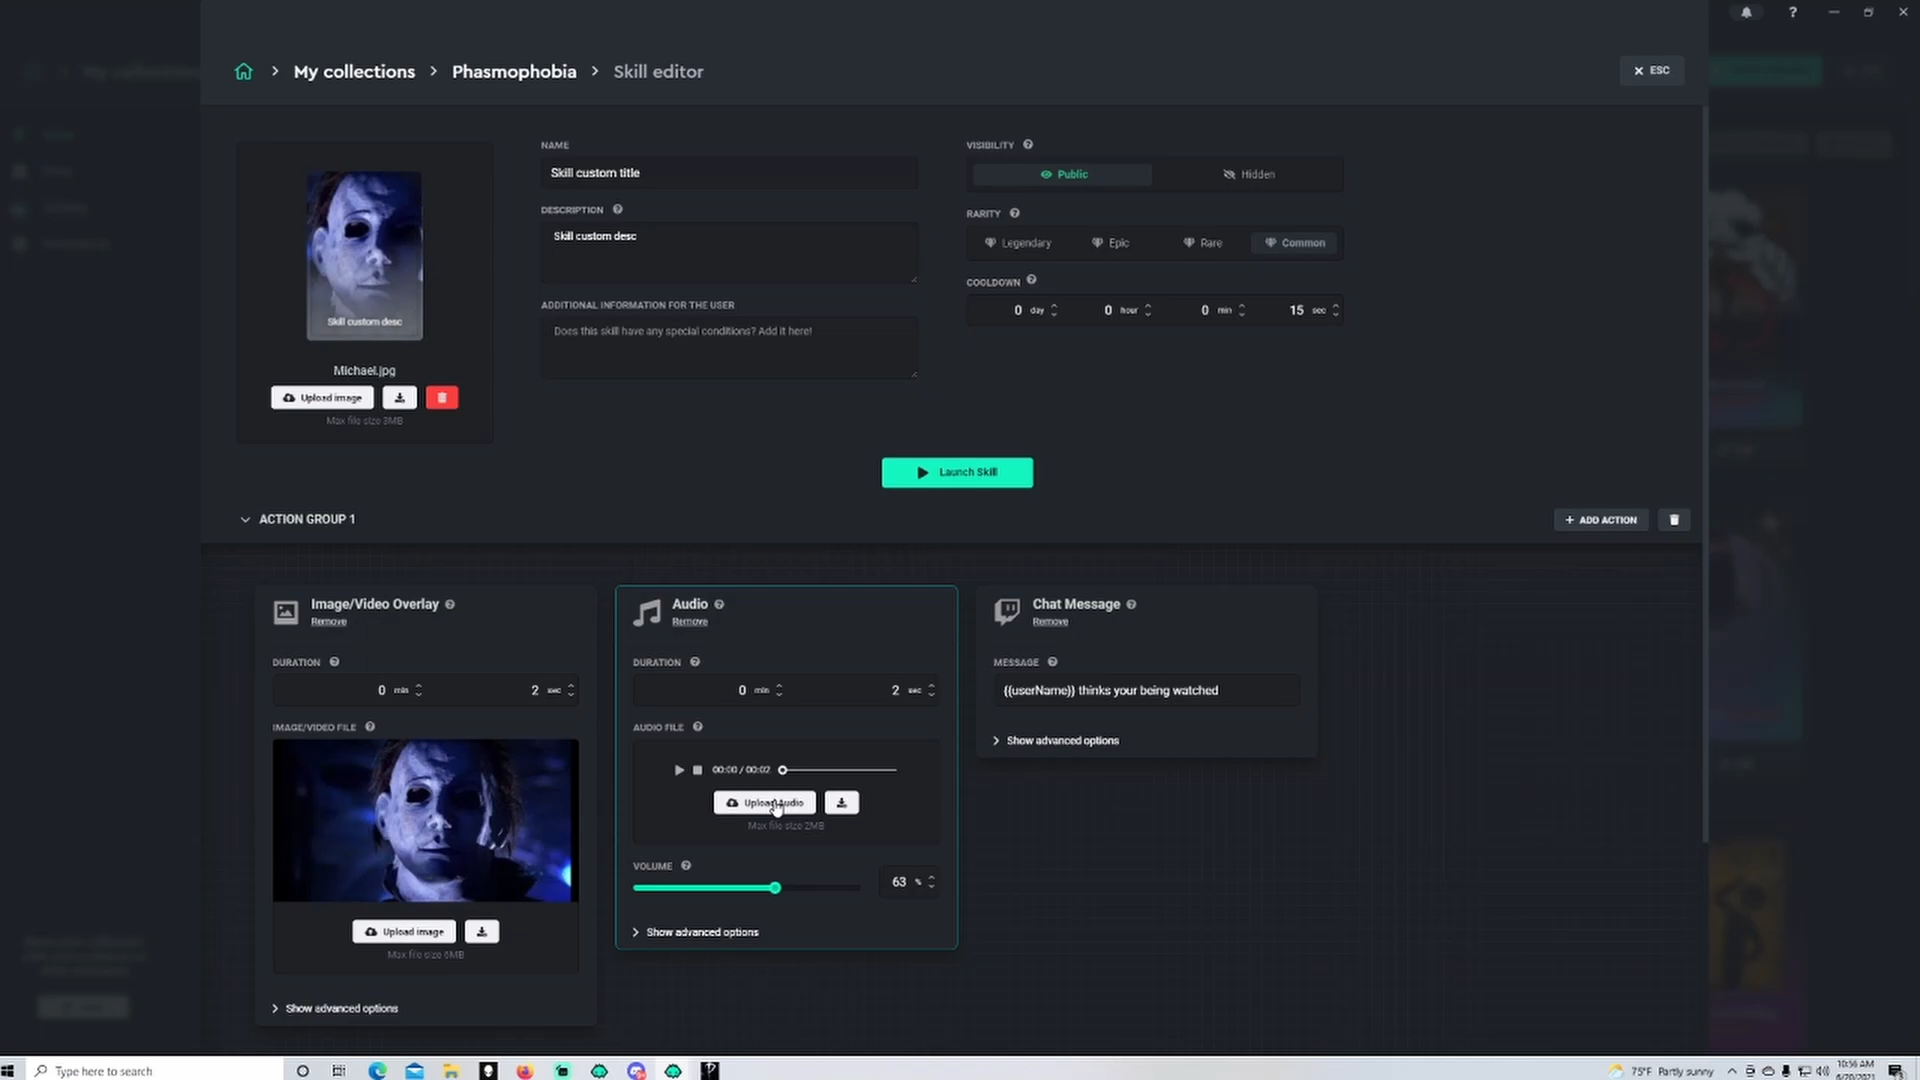 My collections > Phasmophobia > Skill editor
ESC
Skill custom desc
Michael.jpg
Upload image
Max file size 3MB
NAME
Skill custom title
DESCRIPTION
Skill custom desc
ADDITIONAL INFORMATION FOR THE USER
Does this skill have any special conditions? Add it here!
VISIBILITY
Public Hidden
RARITY
Legendary Epic Rare Common
COOLDOWN
0 day 0 hour 0 min 15 sec
Launch Skill
ACTION GROUP 1
+ ADD ACTION
Image/Video Overlay
Remove
DURATION
0 min 2 sec
IMAGE/VIDEO FILE
Upload image
Max file size 6MB
Show advanced options
Audio
Remove
DURATION
0 min 2 sec
AUDIO FILE
00:00 / 00:02
Upload Audio
Max file size 2MB
VOLUME
63 %
Show advanced options
Chat Message
Remove
MESSAGE
{{userName}} thinks your being watched
Show advanced options
Type here to search
75°F Partly sunny
10:56 AM
6/20/2021